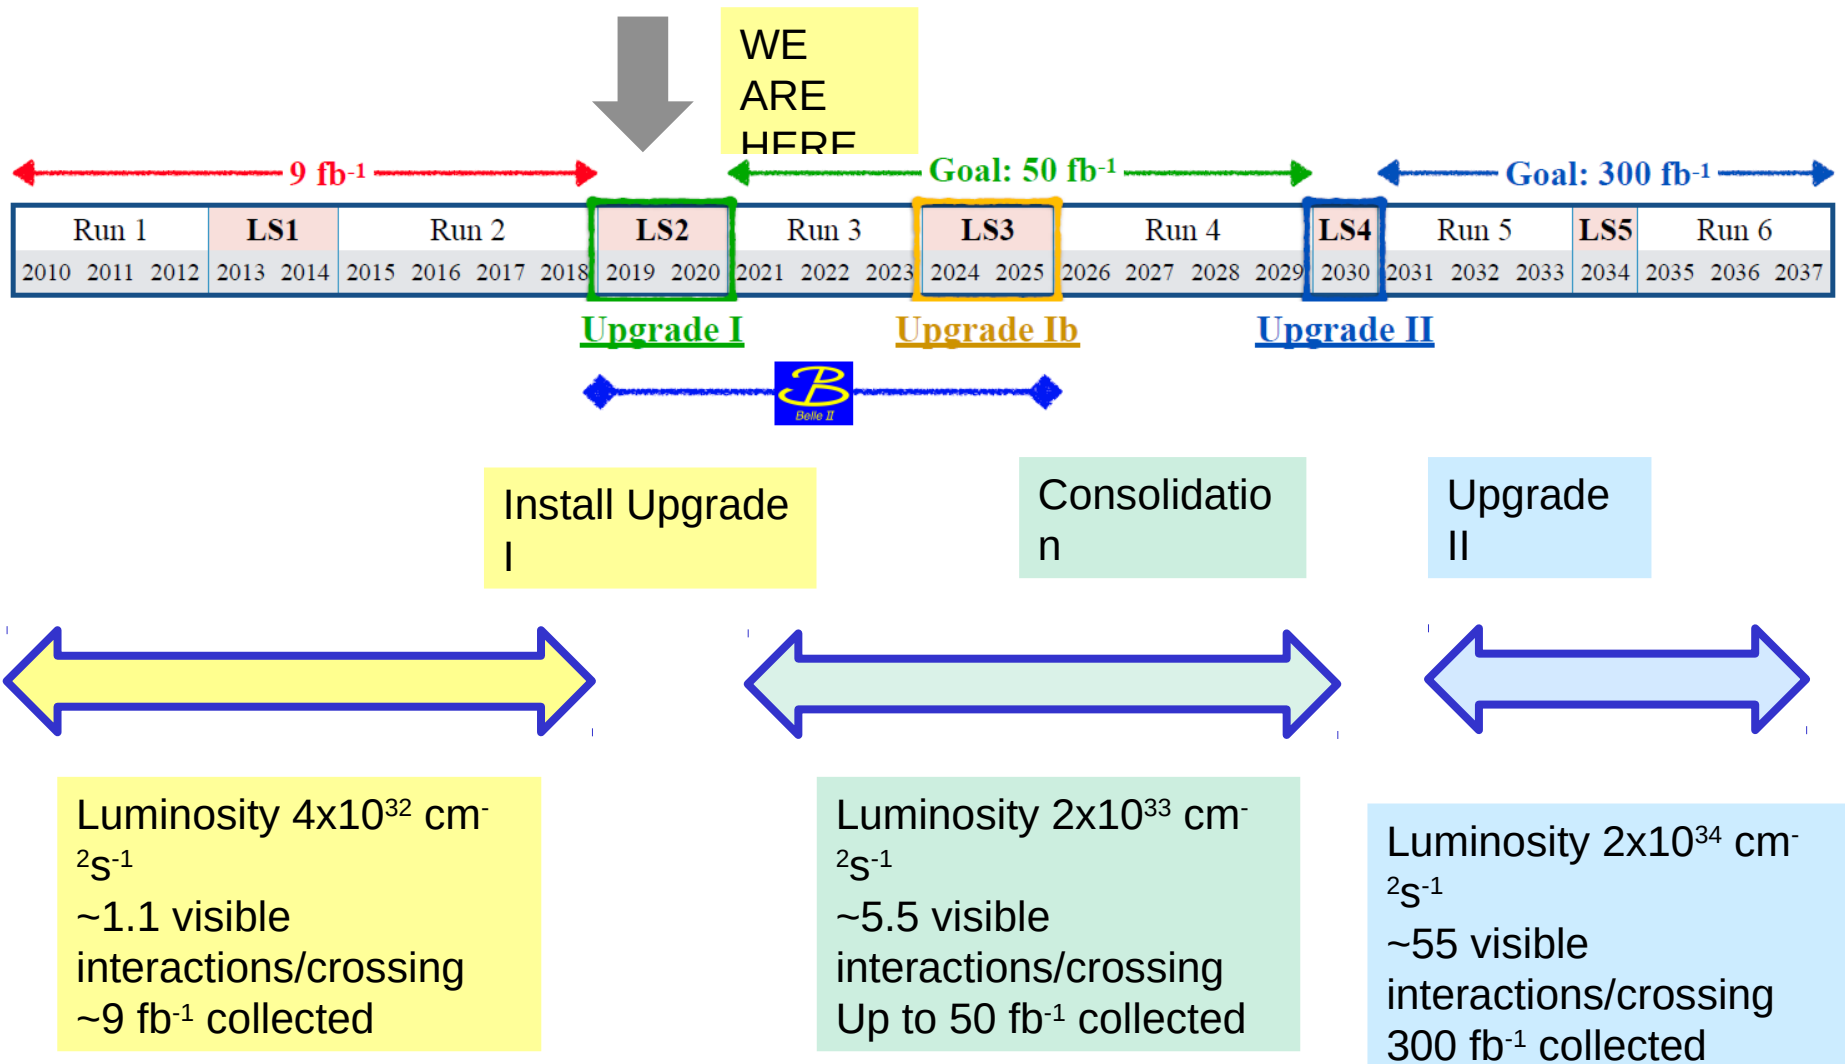 WE
ARE
HERE
9 fb-1
Goal: 50 fb-1
Goal: 300 fb-1
Run 1 LS1 Run 2 LS2 Run 3 LS3 Run 4 LS4 Run 5 LS5 Run 6
2010 2011 2012 2013 2014 2015 2016 2017 2018 2019 2020 2021 2022 2023 2024 2025 2026 2027 2028 2029 2030 2031 2032 2033 2034 2035 2036 2037
Upgrade I
Upgrade Ib
Upgrade II
B
Belle II
Install Upgrade
I
Consolidatio
n
Upgrade
II
Luminosity 4x10³² cm⁻
²s⁻¹
~1.1 visible
interactions/crossing
~9 fb⁻¹ collected
Luminosity 2x10³³ cm⁻
²s⁻¹
~5.5 visible
interactions/crossing
Up to 50 fb⁻¹ collected
Luminosity 2x10³⁴ cm⁻
²s⁻¹
~55 visible
interactions/crossing
300 fb⁻¹ collected